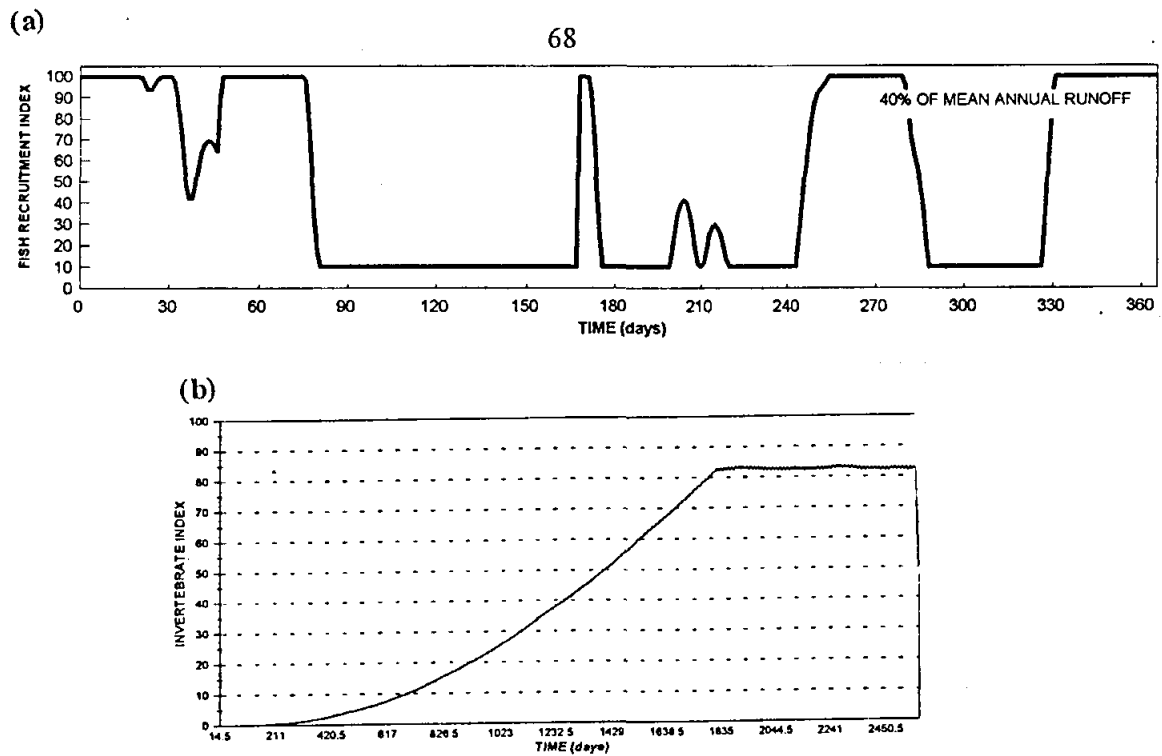 (a)
68
FISH RECRUITMENT INDEX
100
90
80
70
60
50
40
30
20
10
0
40% OF MEAN ANNUAL RUNOFF
0 30 60 90 120 150 180 210 240 270 300 330 360
TIME (days)
(b)
INVERTEBRATE INDEX
100
90
80
70
60
50
40
30
20
10
0
14.5 211 420.5 617 826.5 1023 1232.5 1429 1638.5 1835 2044.5 2241 2450.5
TIME (days)